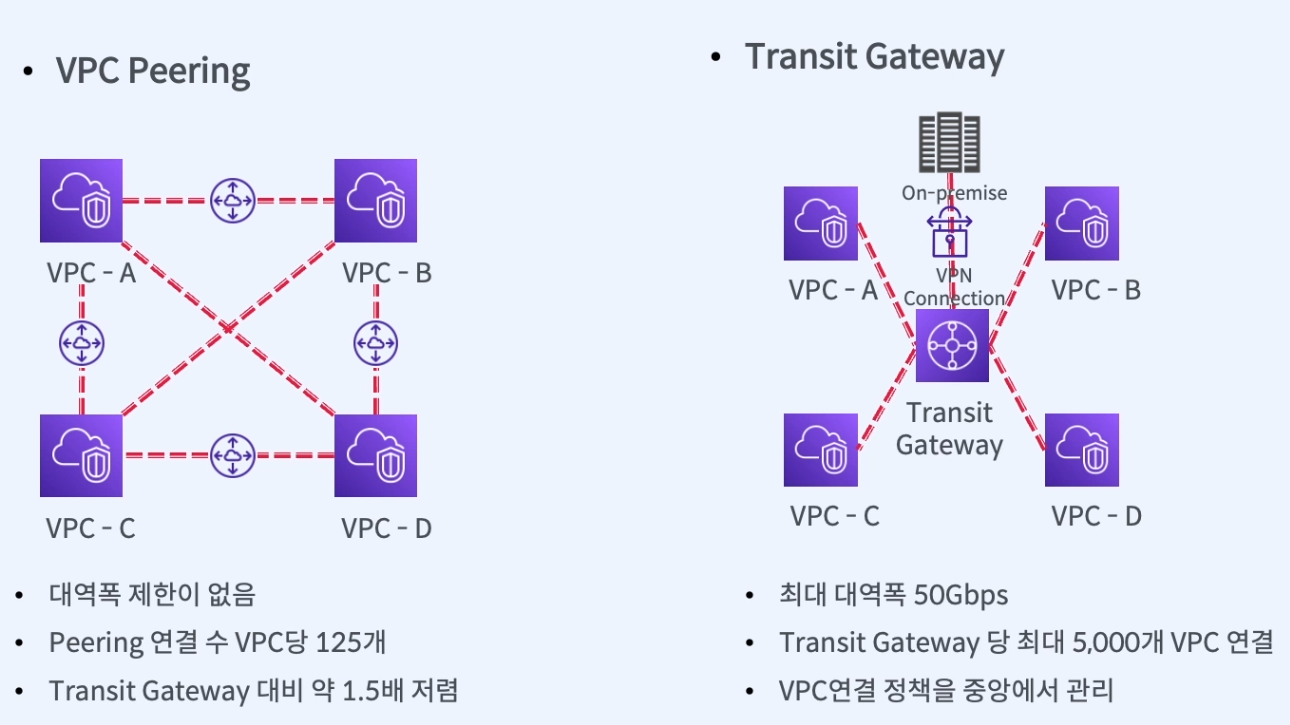 VPC Peering
VPC - A
VPC - B
VPC - C
VPC - D
대역폭 제한이 없음
Peering 연결 수 VPC당 125개
Transit Gateway 대비 약 1.5배 저렴
Transit Gateway
On-premise
VPN
Connection
VPC - A
VPC - B
Transit
Gateway
VPC - C
VPC - D
최대 대역폭 50Gbps
Transit Gateway 당 최대 5,000개 VPC 연결
VPC연결 정책을 중앙에서 관리